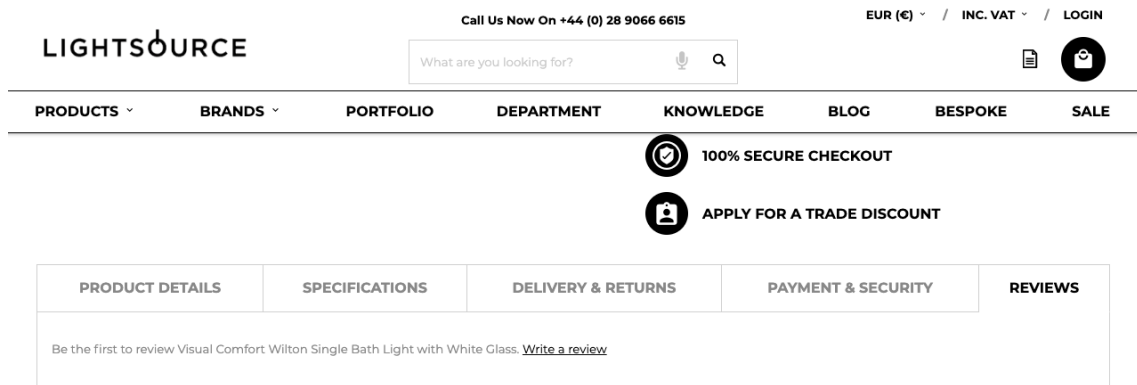 Call Us Now On +44 (0) 28 9066 6615
EUR (€) / INC. VAT / LOGIN
LIGHTSOURCE
What are you looking for?
PRODUCTS BRANDS PORTFOLIO DEPARTMENT KNOWLEDGE BLOG BESPOKE SALE
100% SECURE CHECKOUT
APPLY FOR A TRADE DISCOUNT
PRODUCT DETAILS SPECIFICATIONS DELIVERY & RETURNS PAYMENT & SECURITY REVIEWS
Be the first to review Visual Comfort Wilton Single Bath Light with White Glass. Write a review